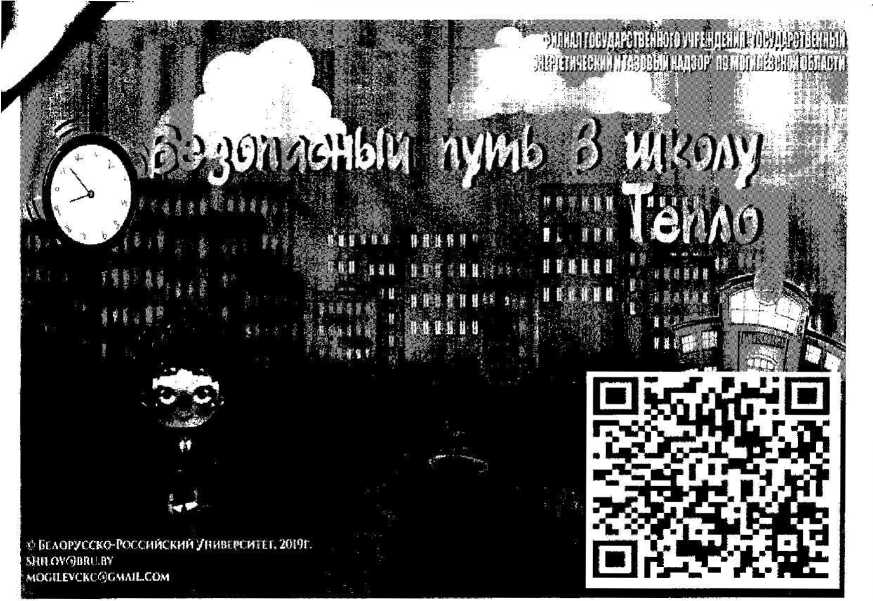 ФИЛИАЛ ГОСУДАРСТВЕННОГО УЧРЕЖДЕНИЯ "ГОСУДАРСТВЕННЫЙ
ЭНЕРГЕТИЧЕСКИЙ И ГАЗОВЫЙ НАДЗОР" ПО МОГИЛЕВСКОЙ ОБЛАСТИ
Безопасный путь в школу
Тепло
© БЕЛОРУССКО-РОССИЙСКИЙ УНИВЕРСИТЕТ, 2019г.
SHILOV@BRU.BY
MOGILEVCKC@GMAIL.COM